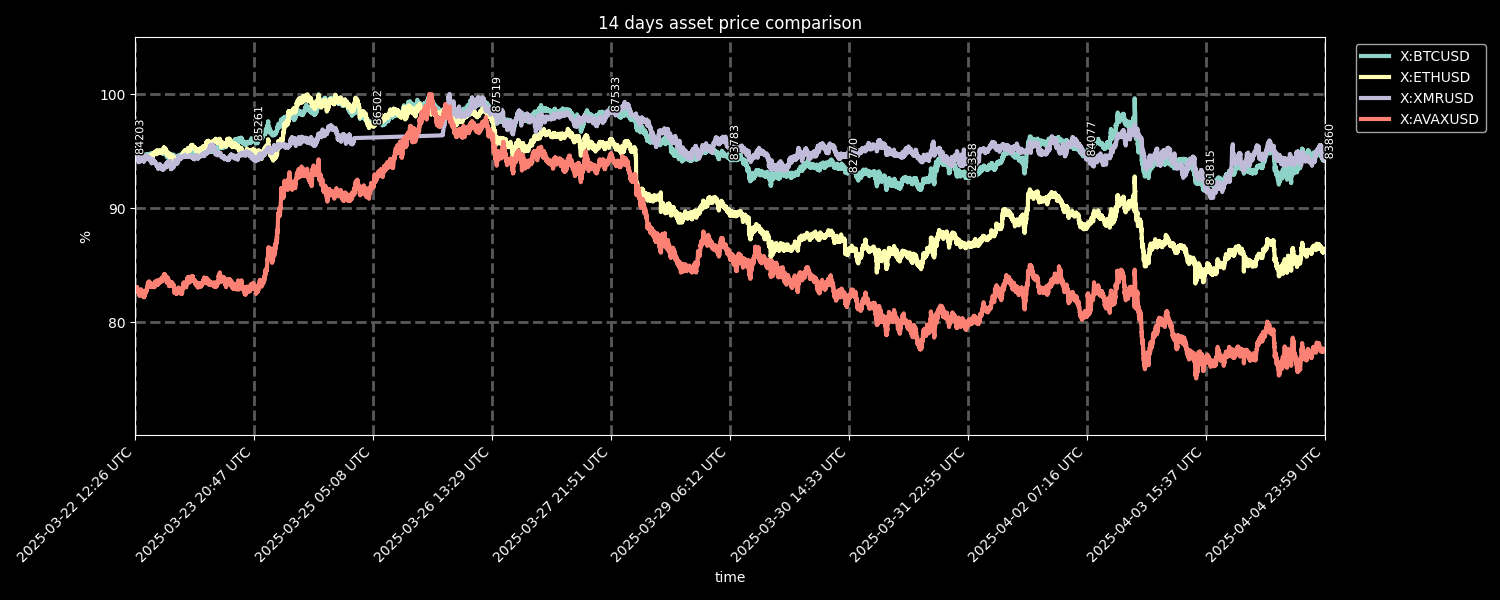 14 days asset price comparison
X:BTCUSD
X:ETHUSD
X:XMRUSD
X:AVAXUSD
%
100
90
80
84203
85261
86502
87519
87533
83783
82770
82358
84077
81815
83860
2025-03-22 12:26 UTC
2025-03-23 20:47 UTC
2025-03-25 05:08 UTC
2025-03-26 13:29 UTC
2025-03-27 21:51 UTC
2025-03-29 06:12 UTC
2025-03-30 14:33 UTC
2025-03-31 22:55 UTC
2025-04-02 07:16 UTC
2025-04-03 15:37 UTC
2025-04-04 23:59 UTC
time